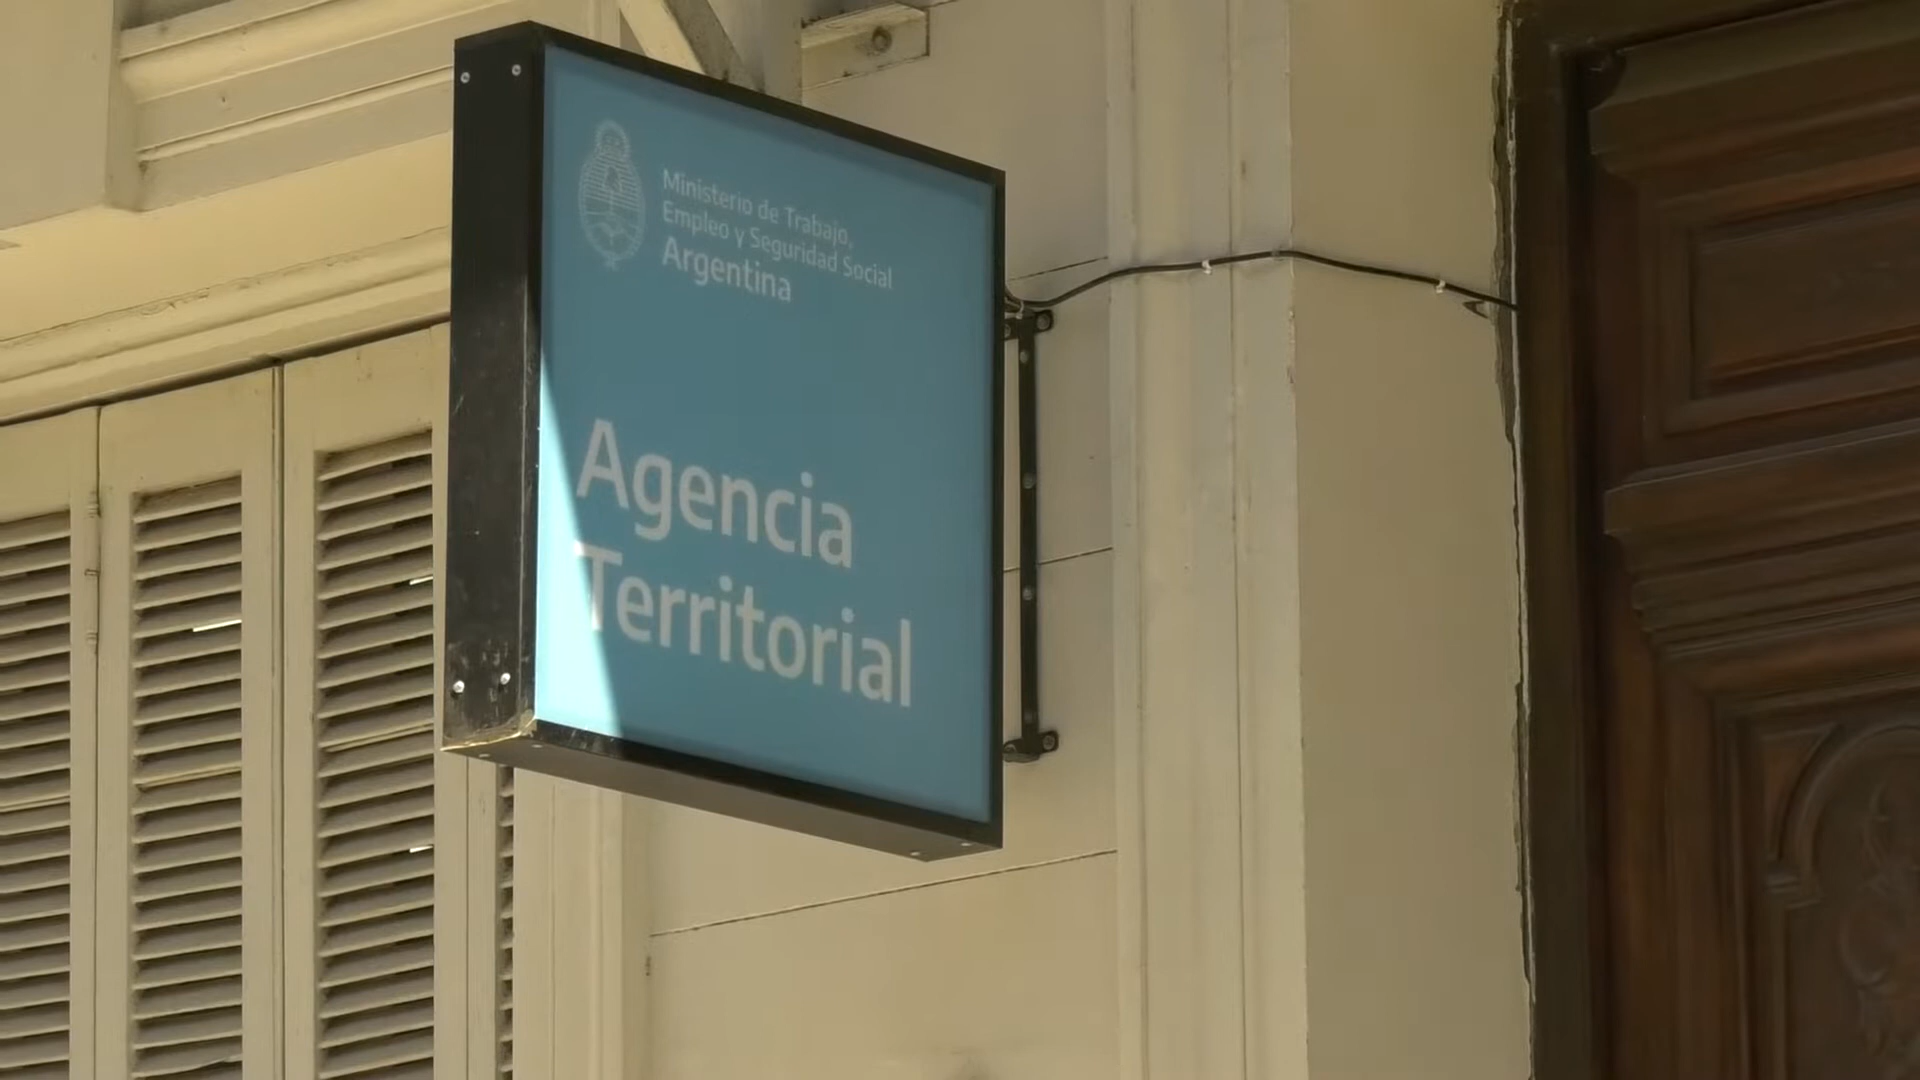 Ministerio de Trabajo,
Empleo y Seguridad Social
Argentina
Agencia
Territorial